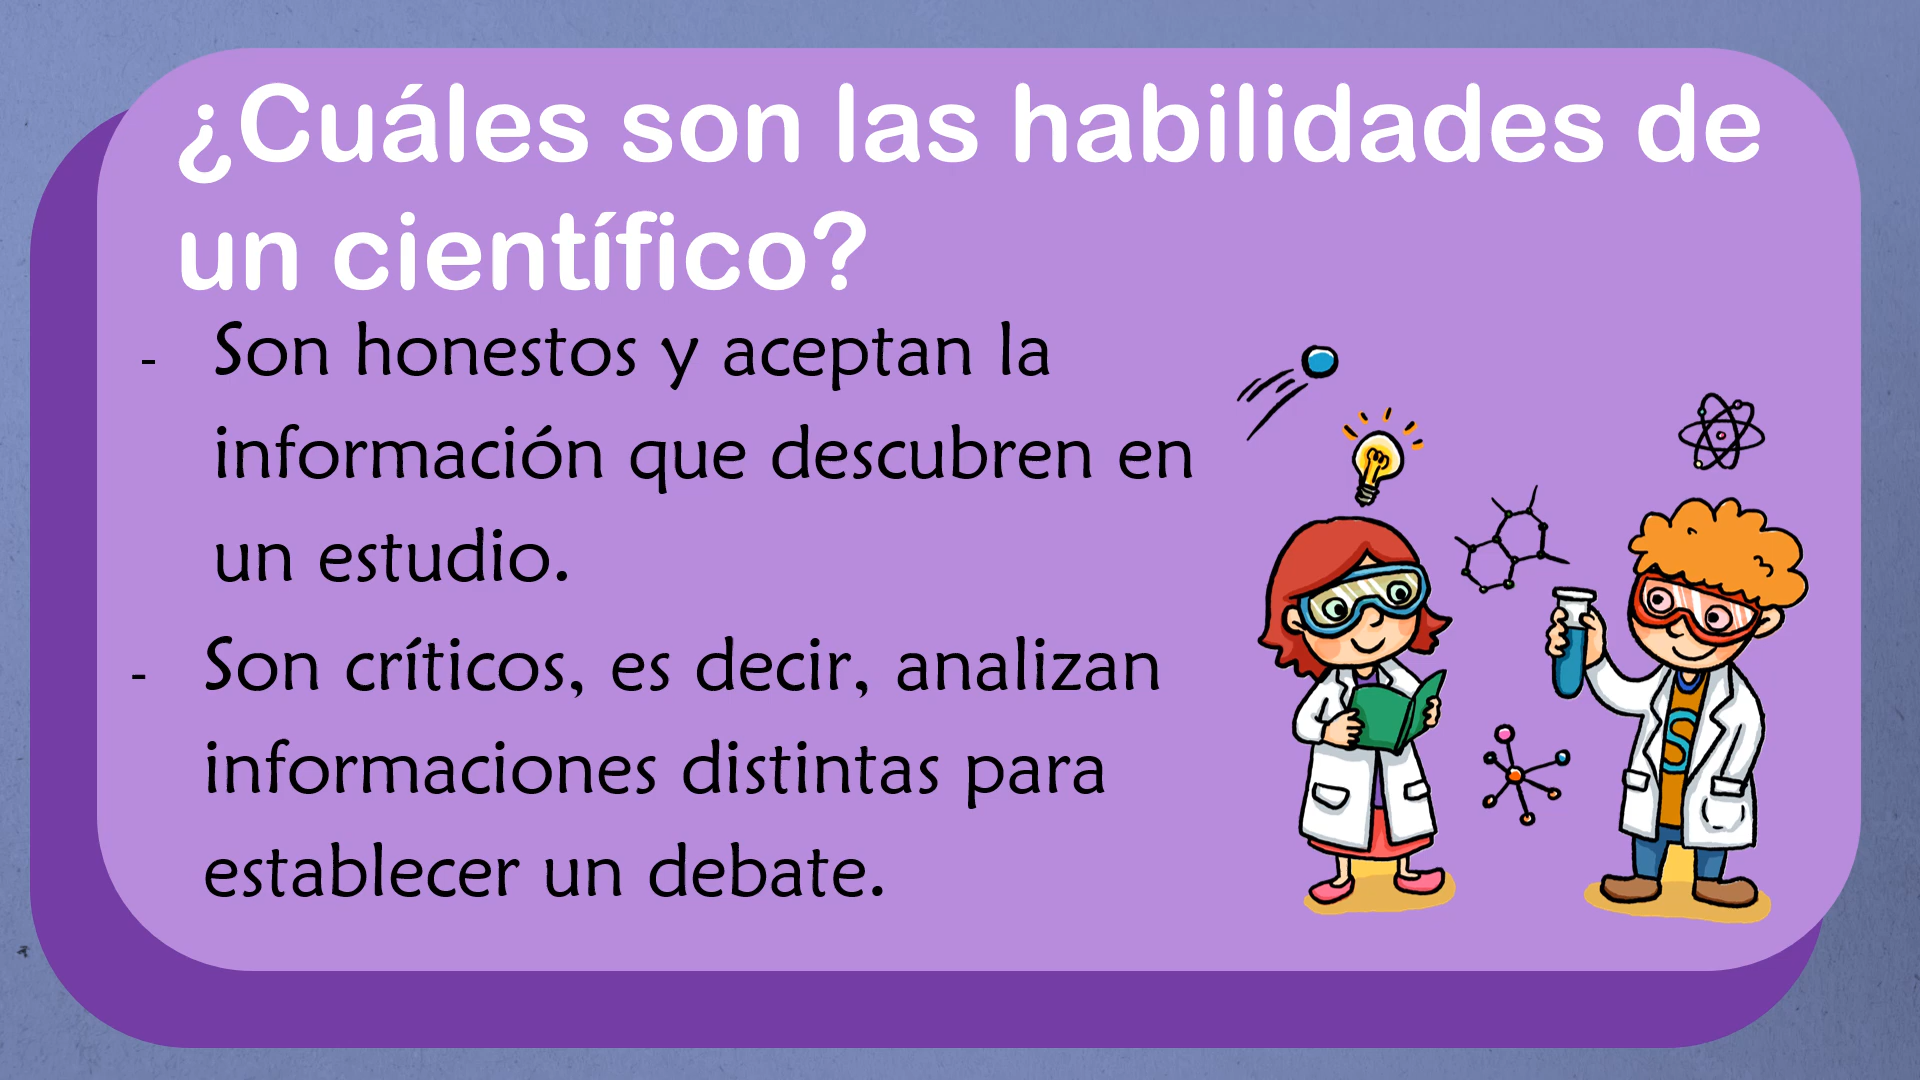 ¿Cuáles son las habilidades de
un científico?
- Son honestos y aceptan la
información que descubren en
un estudio.
- Son críticos, es decir, analizan
informaciones distintas para
establecer un debate.
S